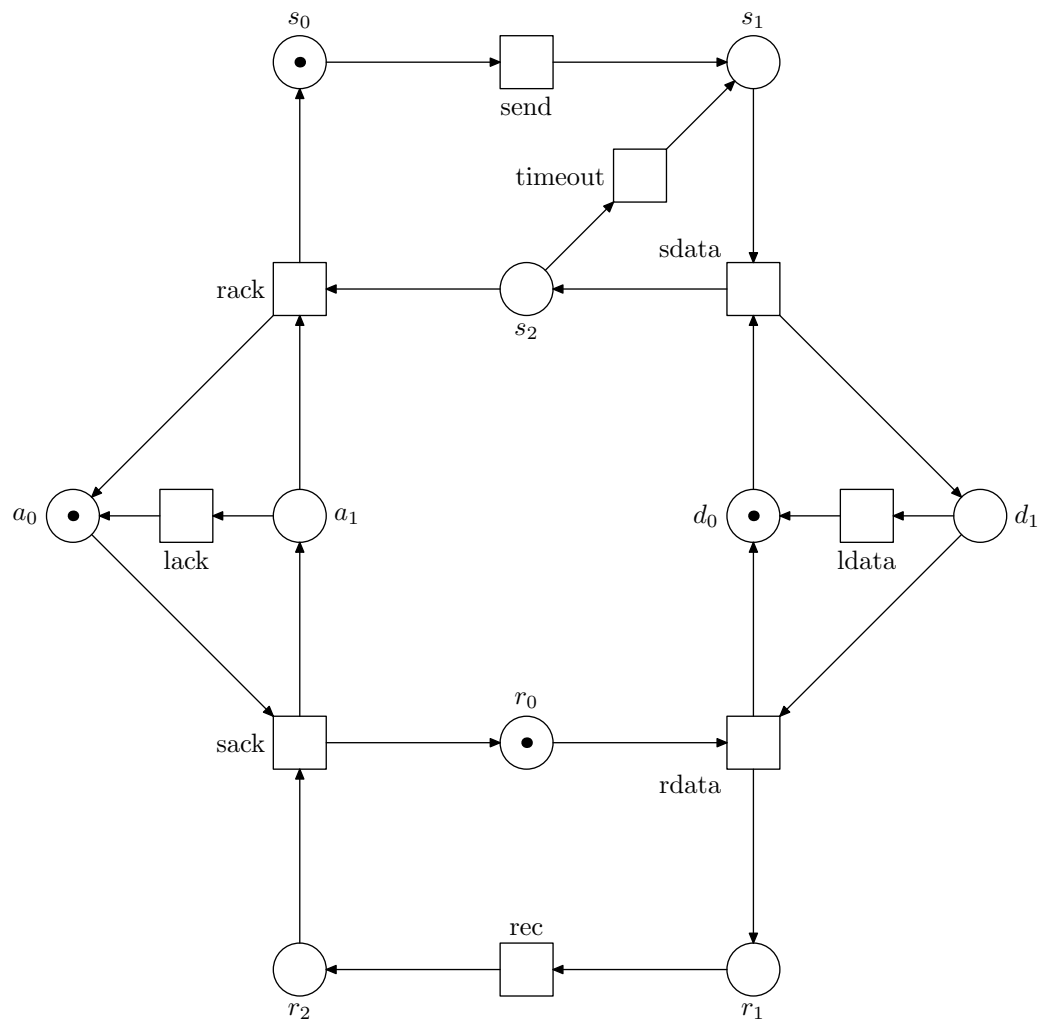 s₀
s₁
send
timeout
sdata
rack
s₂
a₀
a₁
d₀
d₁
lack
ldata
r₀
sack
rdata
rec
r₂
r₁